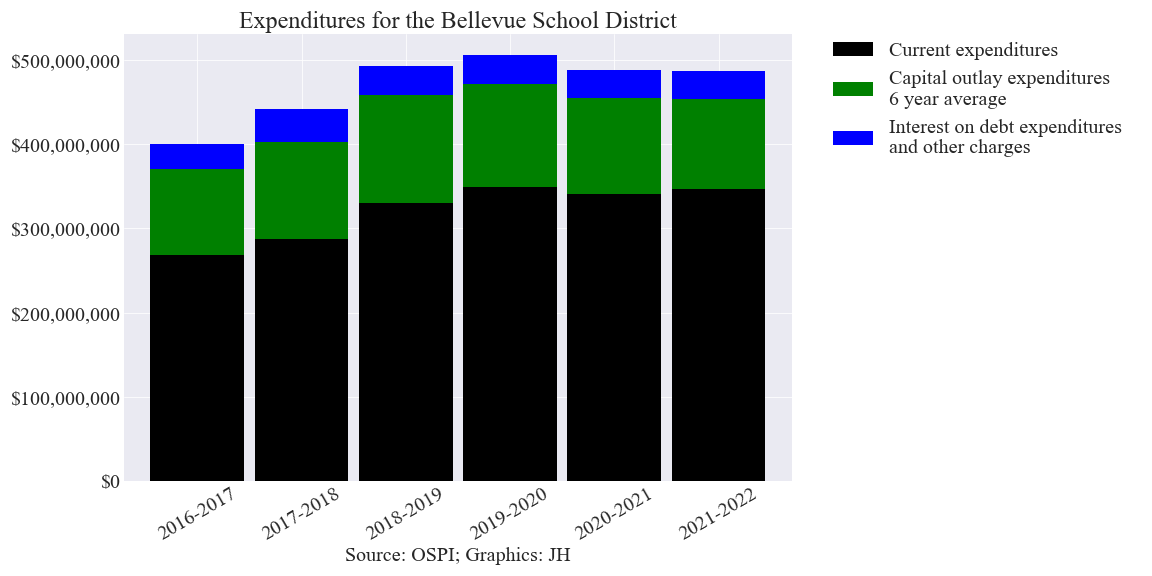 Expenditures for the Bellevue School District
$500,000,000
$400,000,000
$300,000,000
$200,000,000
$100,000,000
$0
2016-2017
2017-2018
2018-2019
2019-2020
2020-2021
2021-2022
Source: OSPI; Graphics: JH
Current expenditures
Capital outlay expenditures
6 year average
Interest on debt expenditures
and other charges